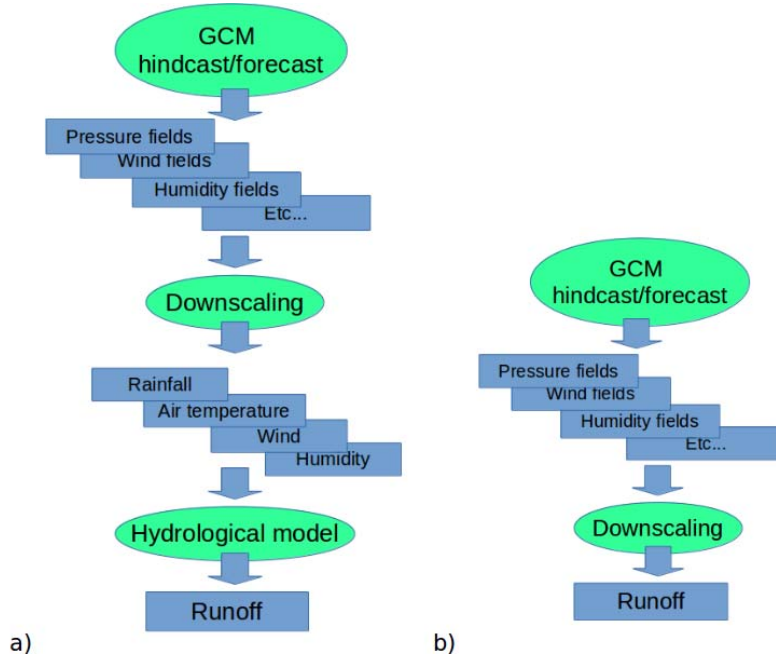 GCM
hindcast/forecast
Pressure fields
Wind fields
Humidity fields
Etc...
Downscaling
Rainfall
Air temperature
Wind
Humidity
Hydrological model
Runoff
a)
GCM
hindcast/forecast
Pressure fields
Wind fields
Humidity fields
Etc...
Downscaling
Runoff
b)